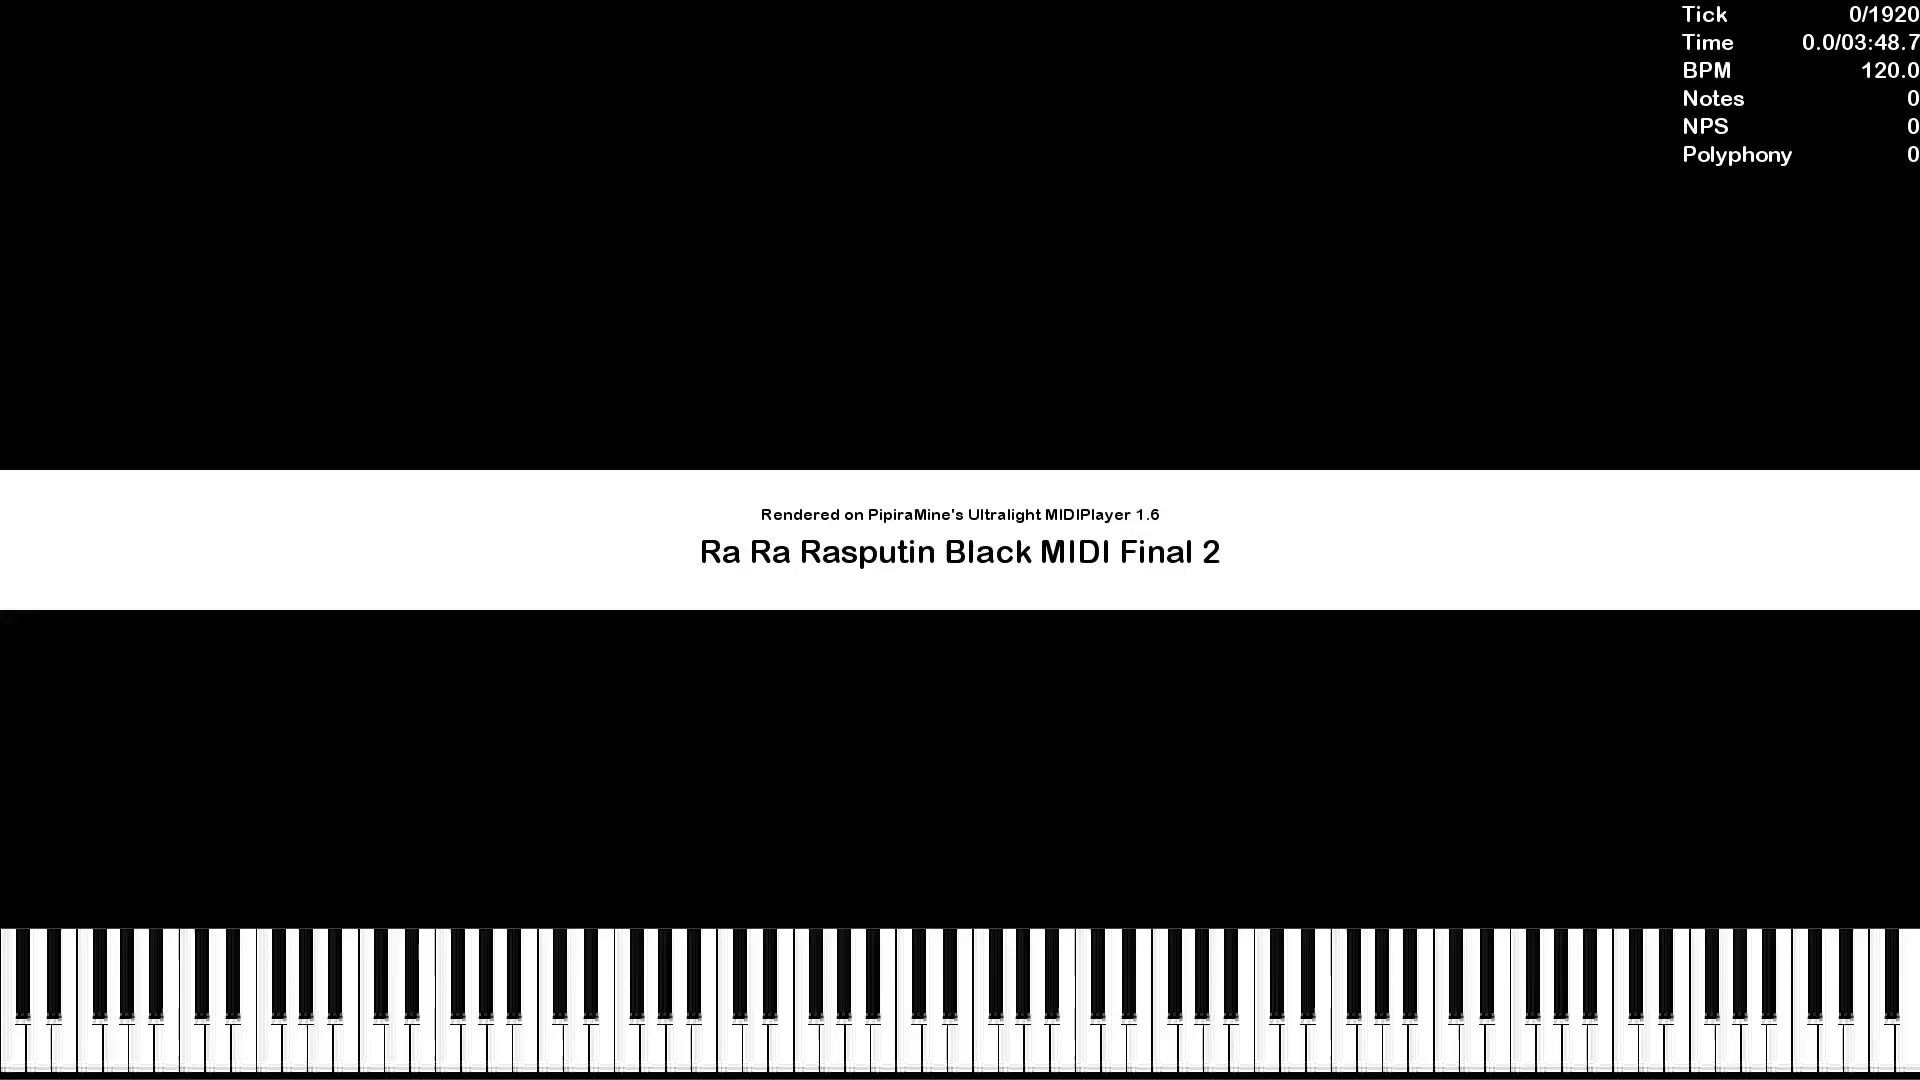 Tick 0/1920
Time 0.0/03:48.7
BPM 120.0
Notes 0
NPS 0
Polyphony 0
Rendered on PipiraMine's Ultralight MIDIPlayer 1.6
Ra Ra Rasputin Black MIDI Final 2